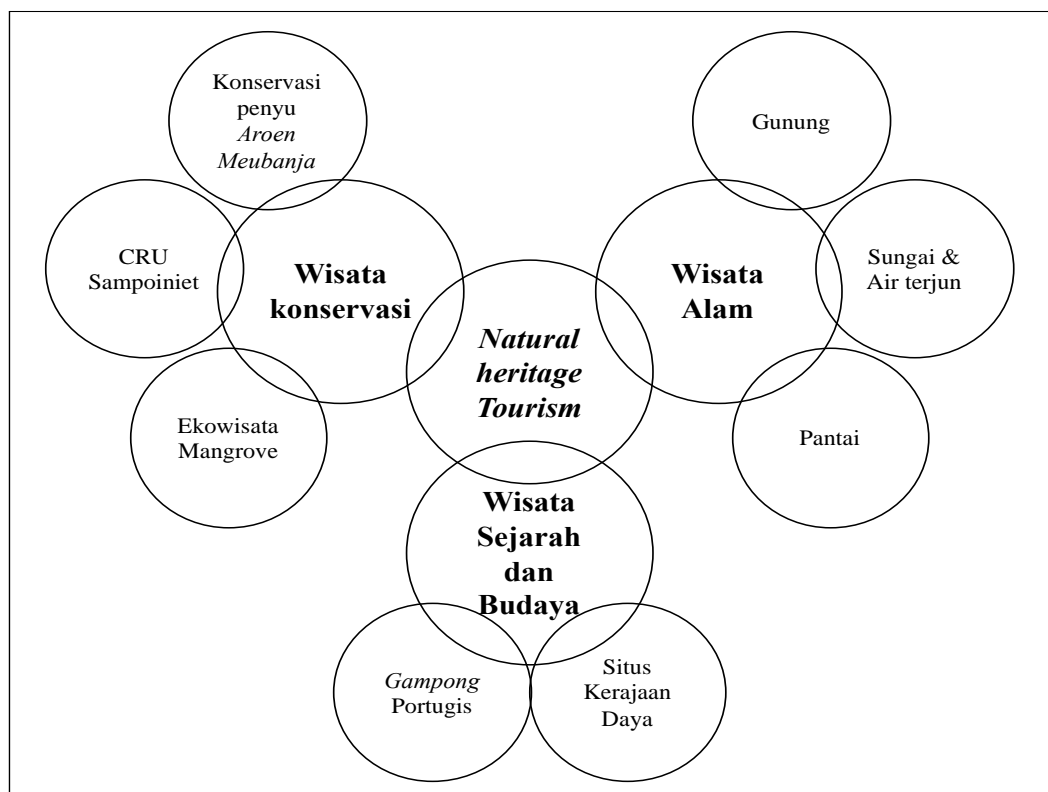 Konservasi
penyu
Aroen
Meubanja
Gunung
CRU
Sampoiniet
Wisata
konservasi
Wisata
Alam
Sungai &
Air terjun
Natural
heritage
Tourism
Ekowisata
Mangrove
Pantai
Wisata
Sejarah
dan
Budaya
Gampong
Portugis
Situs
Kerajaan
Daya